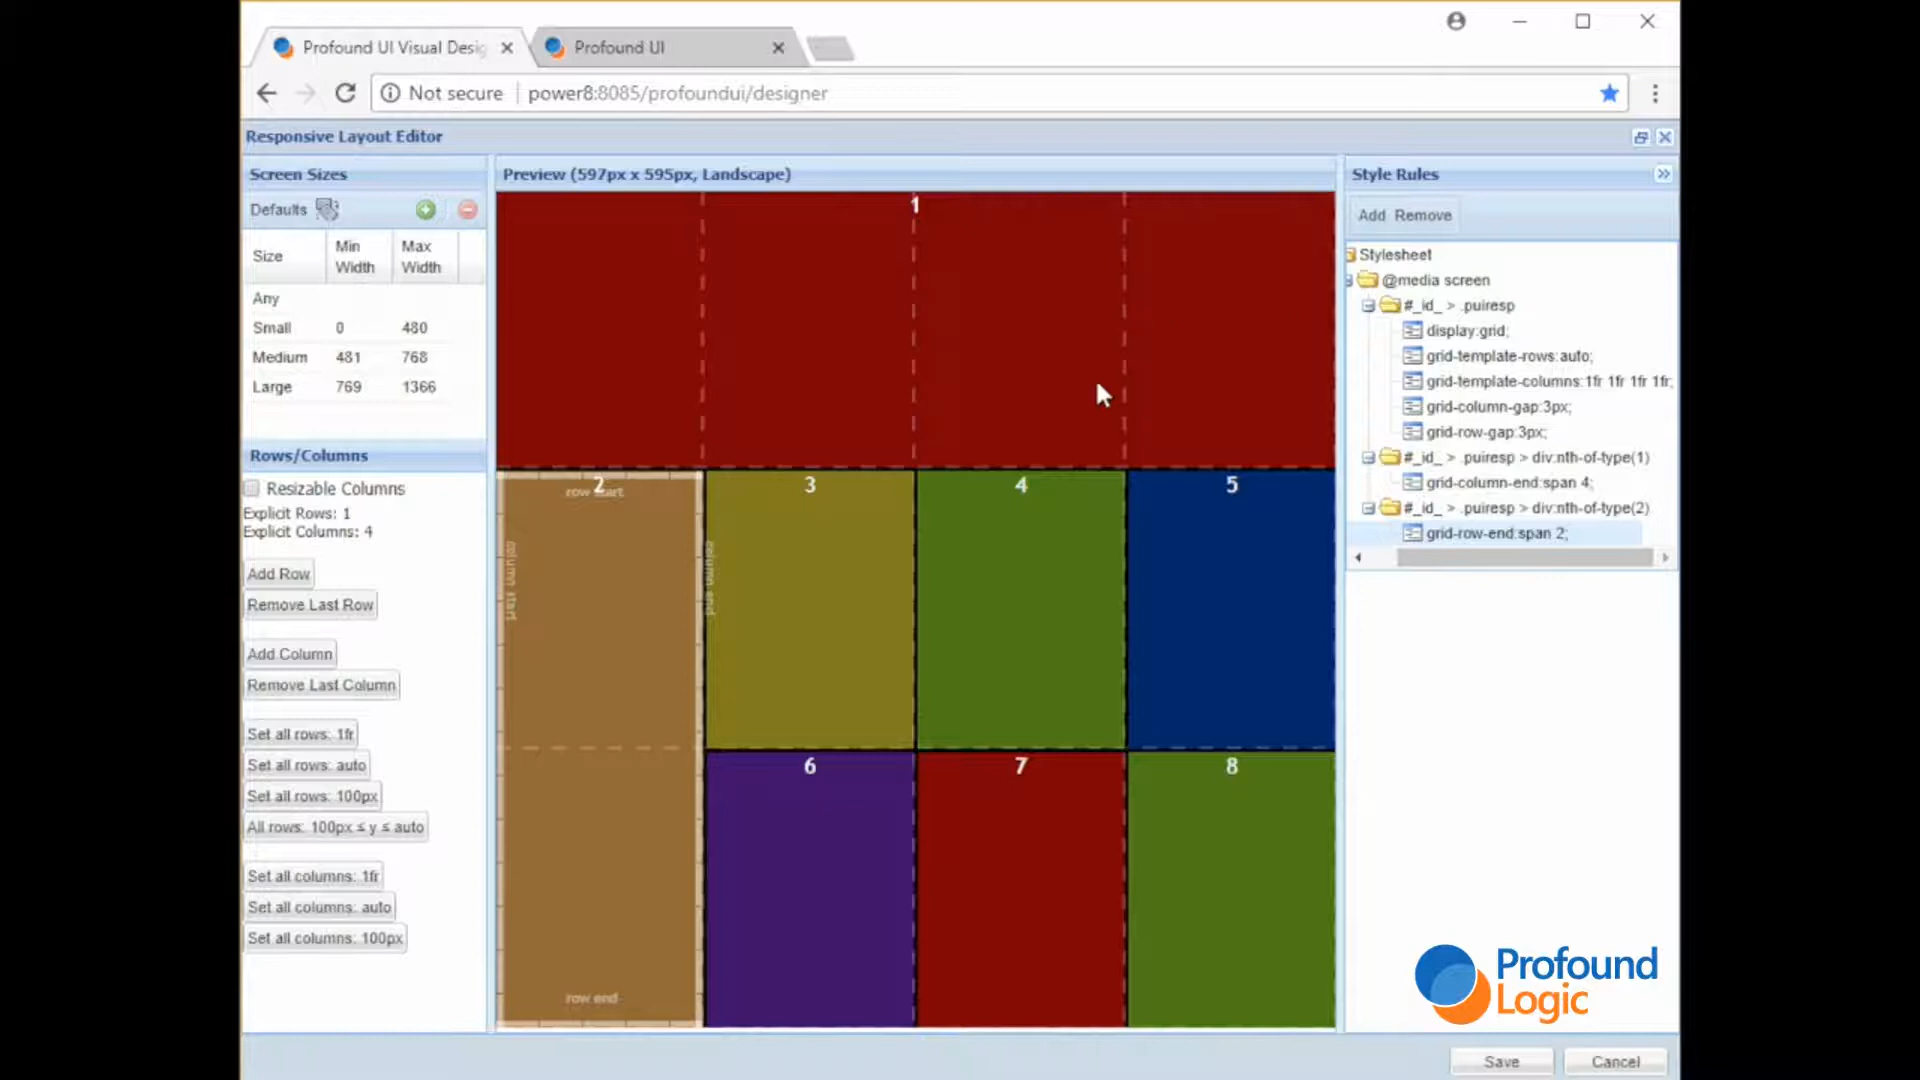 Profound UI Visual Desig
Profound UI
Not secure
power8:8085/profoundui/designer
Responsive Layout Editor
Screen Sizes
Defaults
Size Min Width Max Width
Any
Small 0 480
Medium 481 768
Large 769 1366
Rows/Columns
Resizable Columns
Explicit Rows: 1
Explicit Columns: 4
Add Row
Remove Last Row
Add Column
Remove Last Column
Set all rows: 1fr
Set all rows: auto
Set all rows: 100px
All rows: 100px ≤ y ≤ auto
Set all columns: 1fr
Set all columns: auto
Set all columns: 100px
Preview (597px x 595px, Landscape)
1
2
row start
column start
column end
row end
3
4
5
6
7
8
Style Rules
Add Remove
Stylesheet
@media screen
#_id_ > .puiresp
display:grid;
grid-template-rows:auto;
grid-template-columns:1fr 1fr 1fr 1fr;
grid-column-gap:3px;
grid-row-gap:3px;
#_id_ > .puiresp > div:nth-of-type(1)
grid-column-end:span 4;
#_id_ > .puiresp > div:nth-of-type(2)
grid-row-end:span 2;
Profound
Logic
Save
Cancel